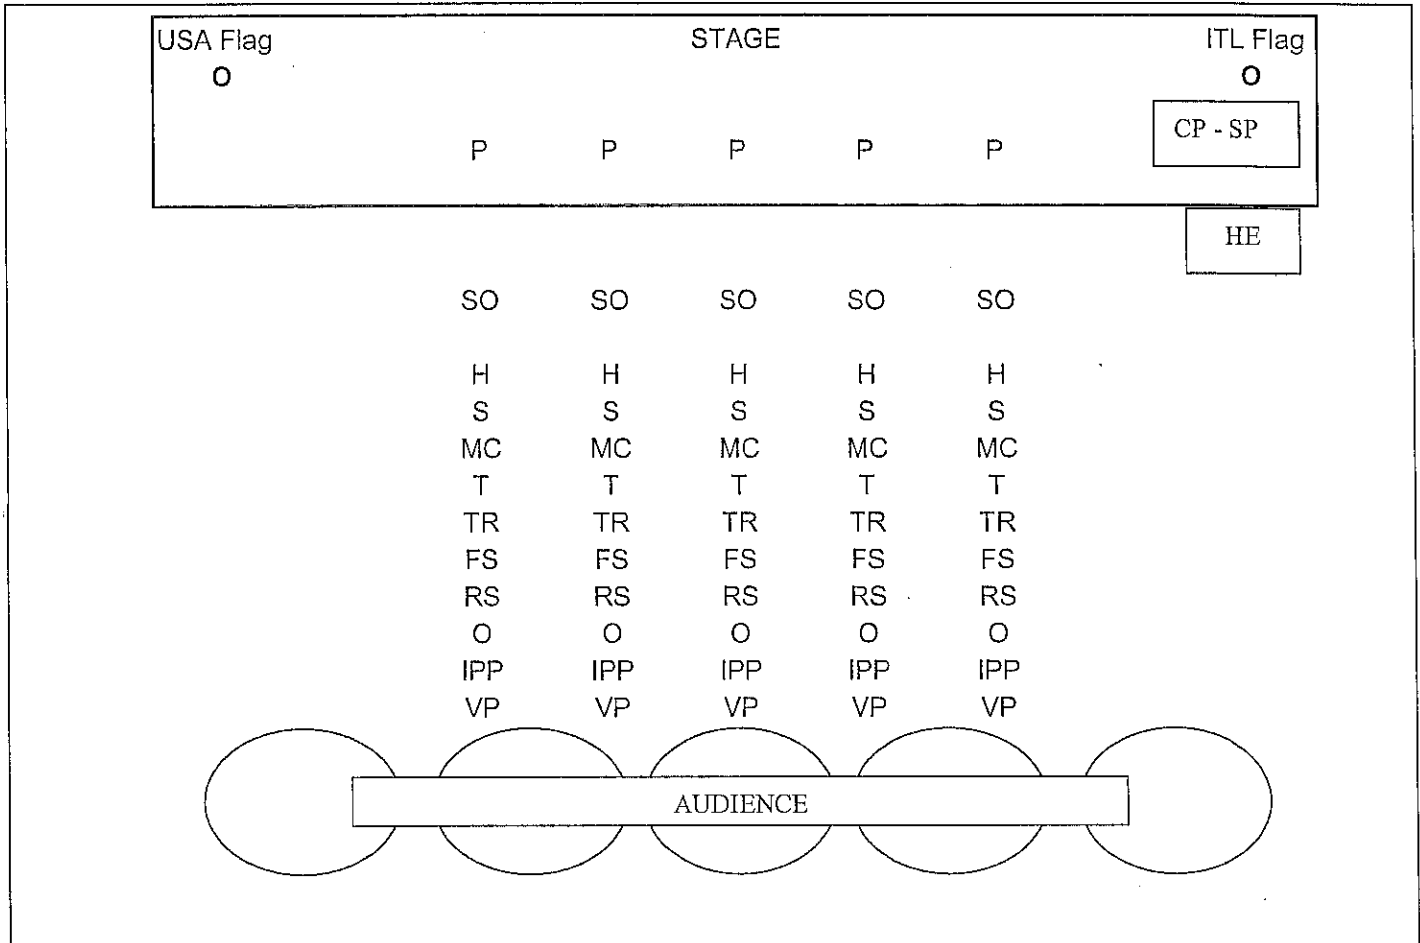 USA Flag STAGE ITL Flag
O O
CP - SP
P P P P P
HE
SO SO SO SO SO
H H H H H
S S S S S
MC MC MC MC MC
T T T T T
TR TR TR TR TR
FS FS FS FS FS
RS RS RS RS RS
O O O O O
IPP IPP IPP IPP IPP
VP VP VP VP VP
AUDIENCE